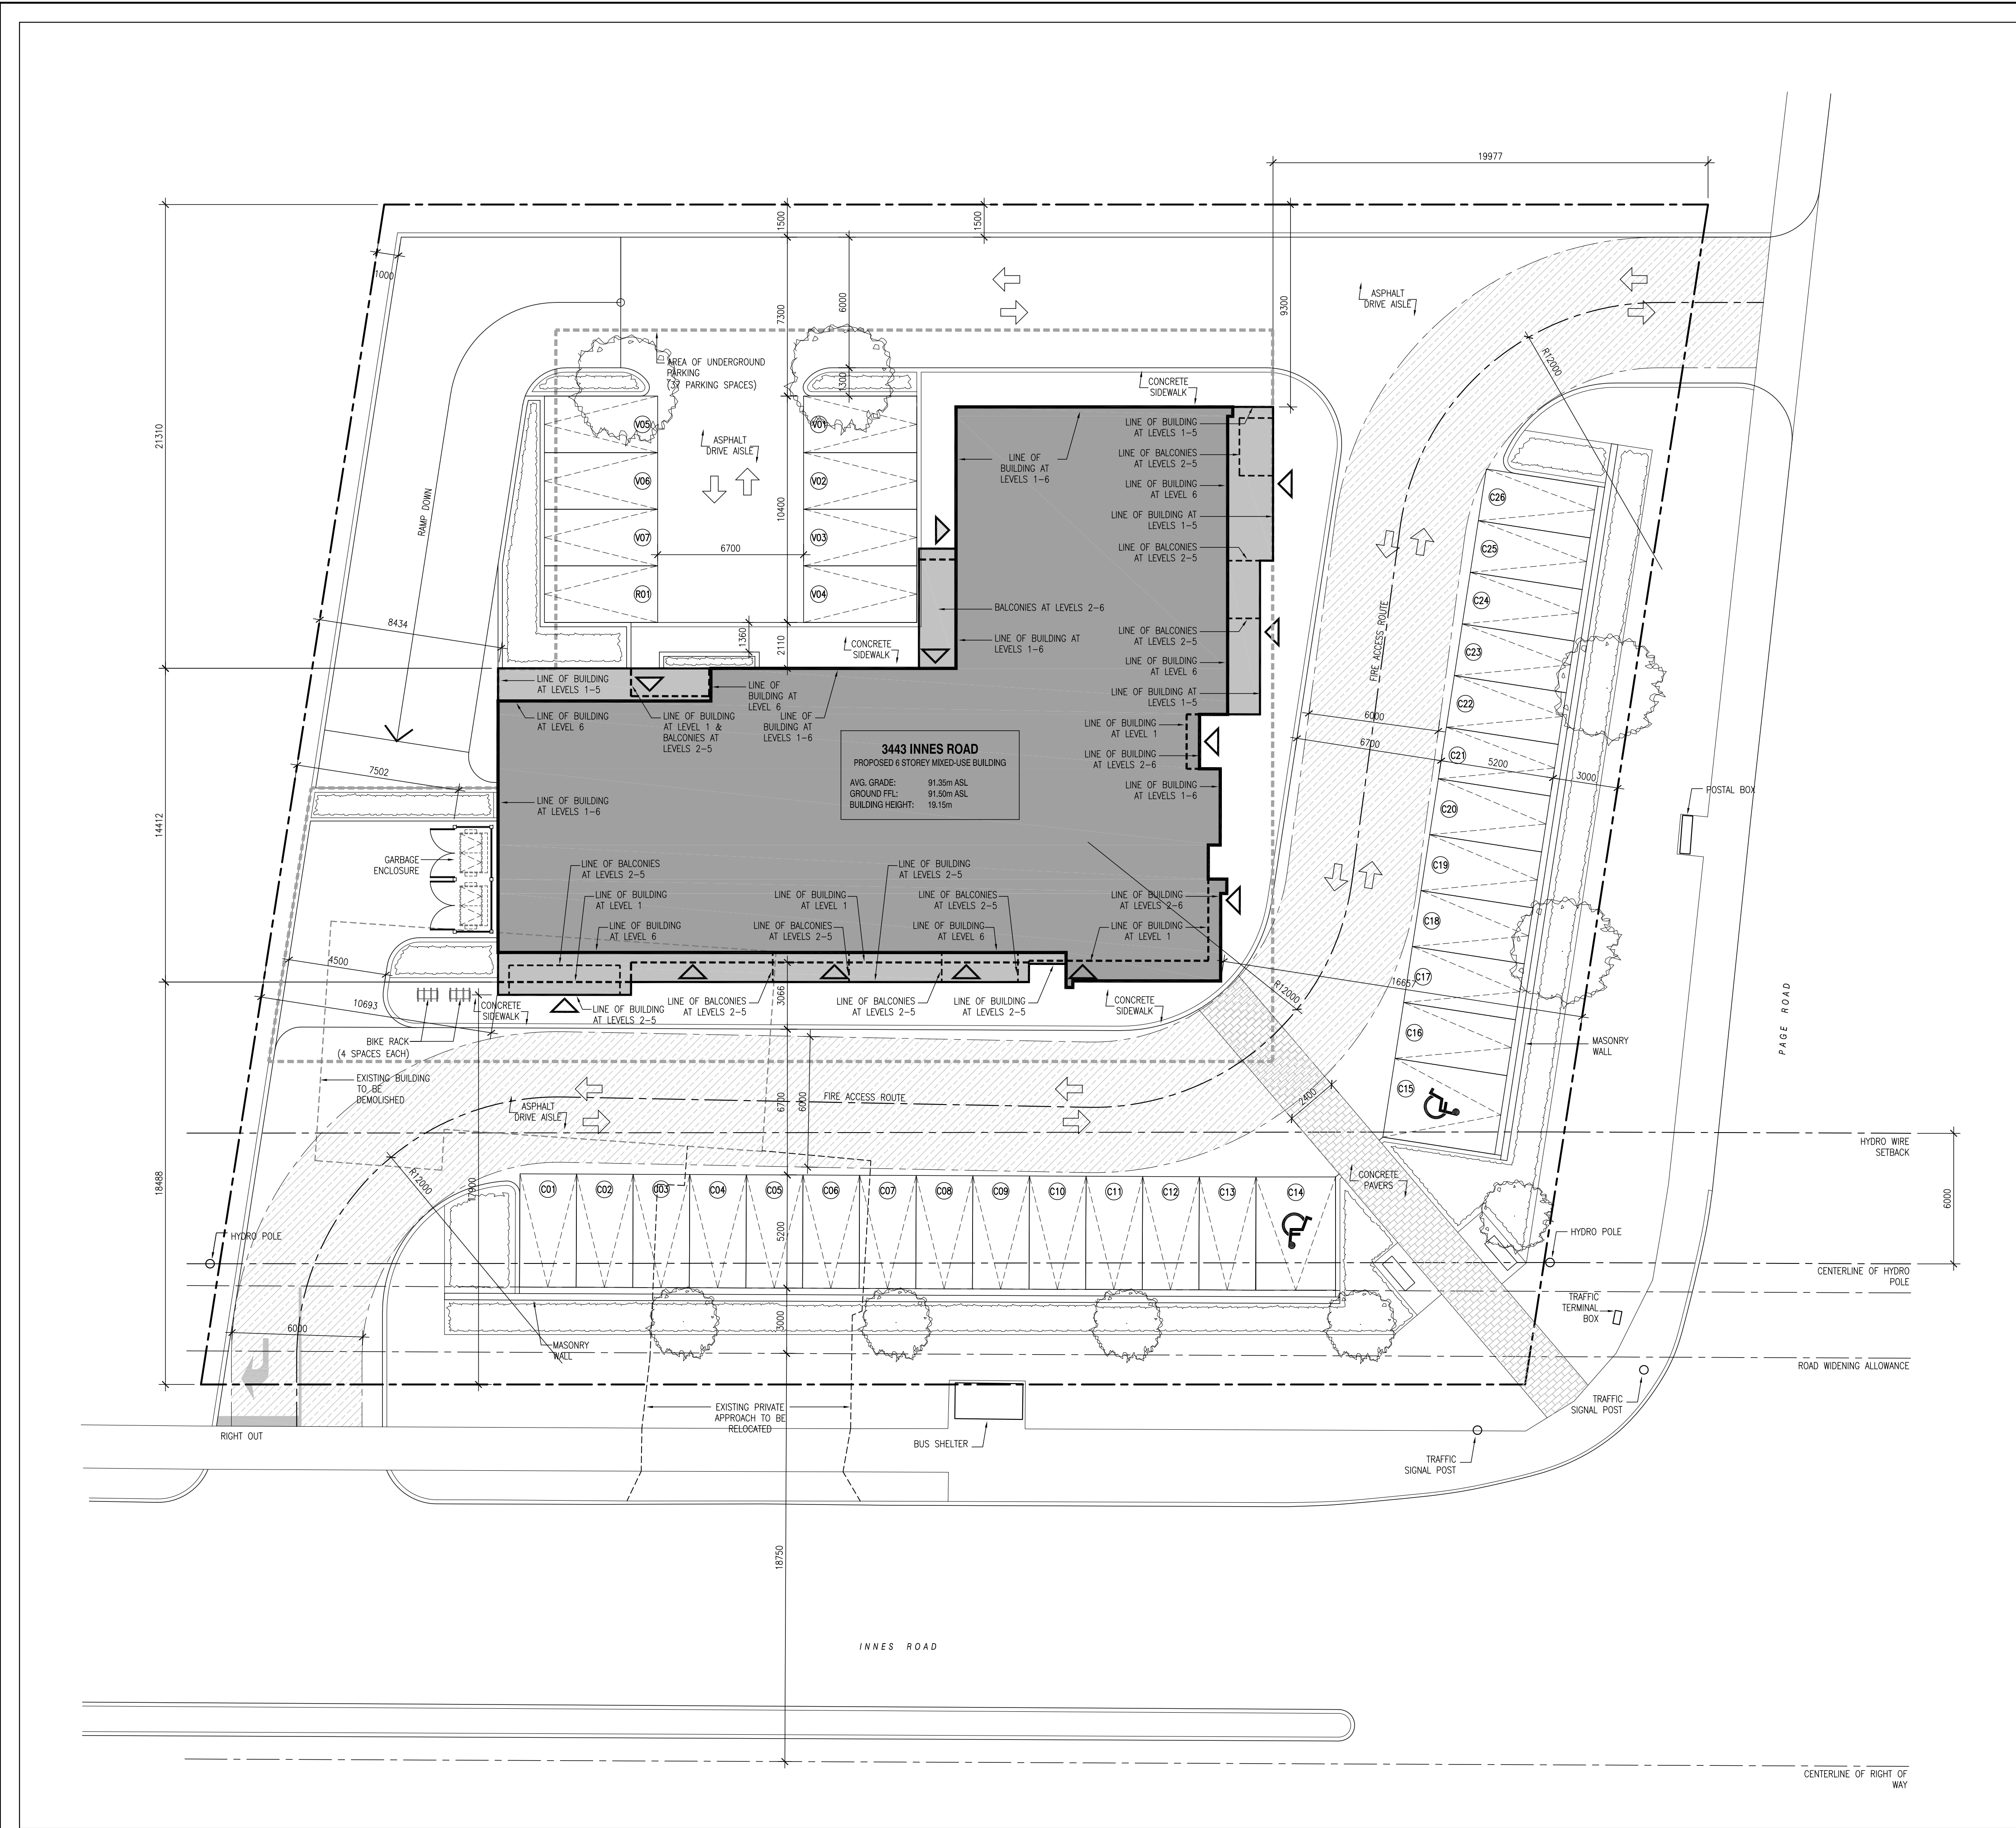 19977
1500
1500
1000
9300
7300
6000
ASPHALT
DRIVE AISLE
R12000
AREA OF UNDERGROUND
PARKING
(37 PARKING SPACES)
1300
CONCRETE
SIDEWALK
21310
V05
V01
ASPHALT
DRIVE AISLE
LINE OF BUILDING
AT LEVELS 1-5
LINE OF
BUILDING AT
LEVELS 1-6
LINE OF BALCONIES
AT LEVELS 2-5
V06
V02
LINE OF BUILDING
AT LEVEL 6
C26
RAMP DOWN
10400
LINE OF BUILDING AT
LEVELS 1-5
V07
V03
6700
LINE OF BALCONIES
AT LEVELS 2-5
C25
R01
V04
C24
BALCONIES AT LEVELS 2-6
FIRE ACCESS ROUTE
8434
1360
2110
CONCRETE
SIDEWALK
LINE OF BUILDING AT
LEVELS 1-6
LINE OF BALCONIES
AT LEVELS 2-5
C23
LINE OF BUILDING
AT LEVEL 6
LINE OF BUILDING
AT LEVELS 1-5
LINE OF
BUILDING AT
LEVEL 6
LINE OF BUILDING AT
LEVELS 1-5
C22
LINE OF BUILDING
AT LEVEL 6
LINE OF BUILDING
AT LEVEL 1 &
BALCONIES AT
LEVELS 2-5
LINE OF
BUILDING AT
LEVELS 1-6
LINE OF BUILDING
AT LEVEL 1
6000
6700
3443 INNES ROAD
PROPOSED 6 STOREY MIXED-USE BUILDING
AVG. GRADE: 91.35m ASL
GROUND FFL: 91.50m ASL
BUILDING HEIGHT: 19.15m
LINE OF BUILDING
AT LEVELS 2-6
C21
5200
3000
7502
LINE OF BUILDING
AT LEVELS 1-6
POSTAL BOX
LINE OF BUILDING
AT LEVELS 1-6
C20
14412
GARBAGE
ENCLOSURE
LINE OF BALCONIES
AT LEVELS 2-5
LINE OF BUILDING
AT LEVELS 2-5
C19
LINE OF BUILDING
AT LEVEL 1
LINE OF BUILDING
AT LEVEL 1
LINE OF BALCONIES
AT LEVELS 2-5
LINE OF BUILDING
AT LEVELS 2-6
LINE OF BUILDING
AT LEVEL 6
LINE OF BALCONIES
AT LEVELS 2-5
LINE OF BUILDING
AT LEVEL 6
LINE OF BUILDING
AT LEVEL 1
C18
4500
C17
16657
3066
R12000
10693
CONCRETE
SIDEWALK
LINE OF BUILDING
AT LEVELS 2-5
LINE OF BALCONIES
AT LEVELS 2-5
LINE OF BALCONIES
AT LEVELS 2-5
LINE OF BUILDING
AT LEVELS 2-5
CONCRETE
SIDEWALK
PAGE ROAD
C16
BIKE RACK
(4 SPACES EACH)
MASONRY
WALL
EXISTING BUILDING
TO BE
DEMOLISHED
C15
ASPHALT
DRIVE AISLE
6700
6000
FIRE ACCESS ROUTE
2400
HYDRO WIRE
SETBACK
R12000
17900
18488
C01
C02
C03
C04
C05
C06
C07
C08
C09
C10
C11
C12
C13
C14
CONCRETE
PAVERS
6000
5200
HYDRO POLE
HYDRO POLE
CENTERLINE OF HYDRO
POLE
TRAFFIC
TERMINAL
BOX
3000
6000
MASONRY
WALL
ROAD WIDENING ALLOWANCE
EXISTING PRIVATE
APPROACH TO BE
RELOCATED
TRAFFIC
SIGNAL POST
RIGHT OUT
BUS SHELTER
TRAFFIC
SIGNAL POST
18750
INNES ROAD
CENTERLINE OF RIGHT OF
WAY